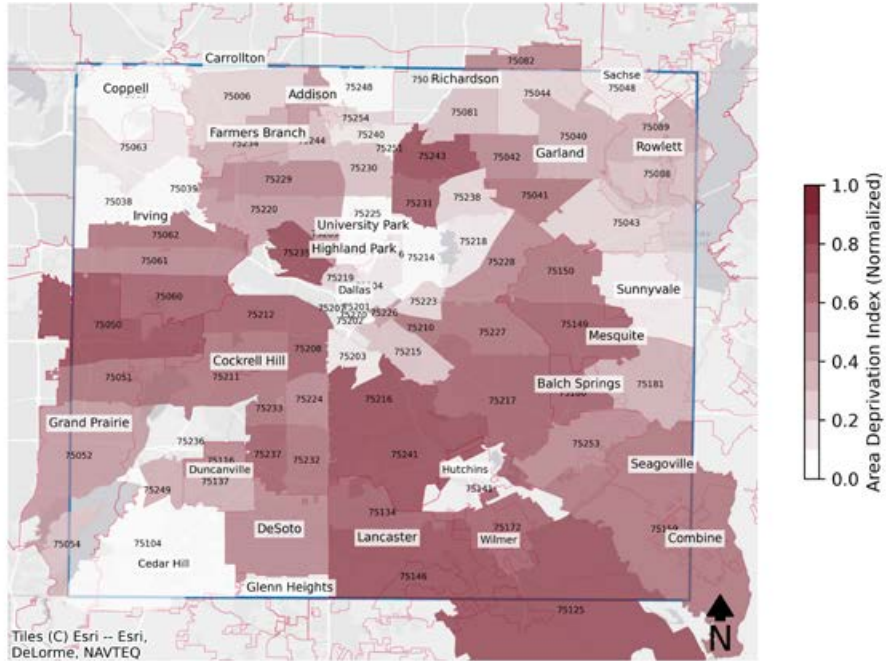 75082
Carrollton
Richardson
Sachse
Coppell
75248
75048
75006
Addison
75044
75254
75081
Farmers Branch
75240
75040
75089
75063
75251
75243
75042
Garland
Rowlett
75230
75088
75229
75038
75039
75231
75238
75041
75220
Irving
75225
75043
75062
University Park
75218
Highland Park
75214
75061
75228
75150
75219
Dallas
Sunnyvale
75060
75223
75201
75226
75212
75202
75050
75210
75227
75149
Mesquite
75208
75203
75215
Cockrell Hill
75051
75211
Balch Springs
75181
75224
75216
75217
75233
Grand Prairie
75236
75253
75052
75237
75232
75241
Seagoville
Duncanville
Hutchins
75137
75249
75134
DeSoto
75172
Combine
75054
75104
Lancaster
Wilmer
Cedar Hill
75146
Glenn Heights
75125
N
Tiles (C) Esri -- Esri,
DeLorme, NAVTEQ
1.0
0.8
0.6
0.4
0.2
0.0
Area Deprivation Index (Normalized)